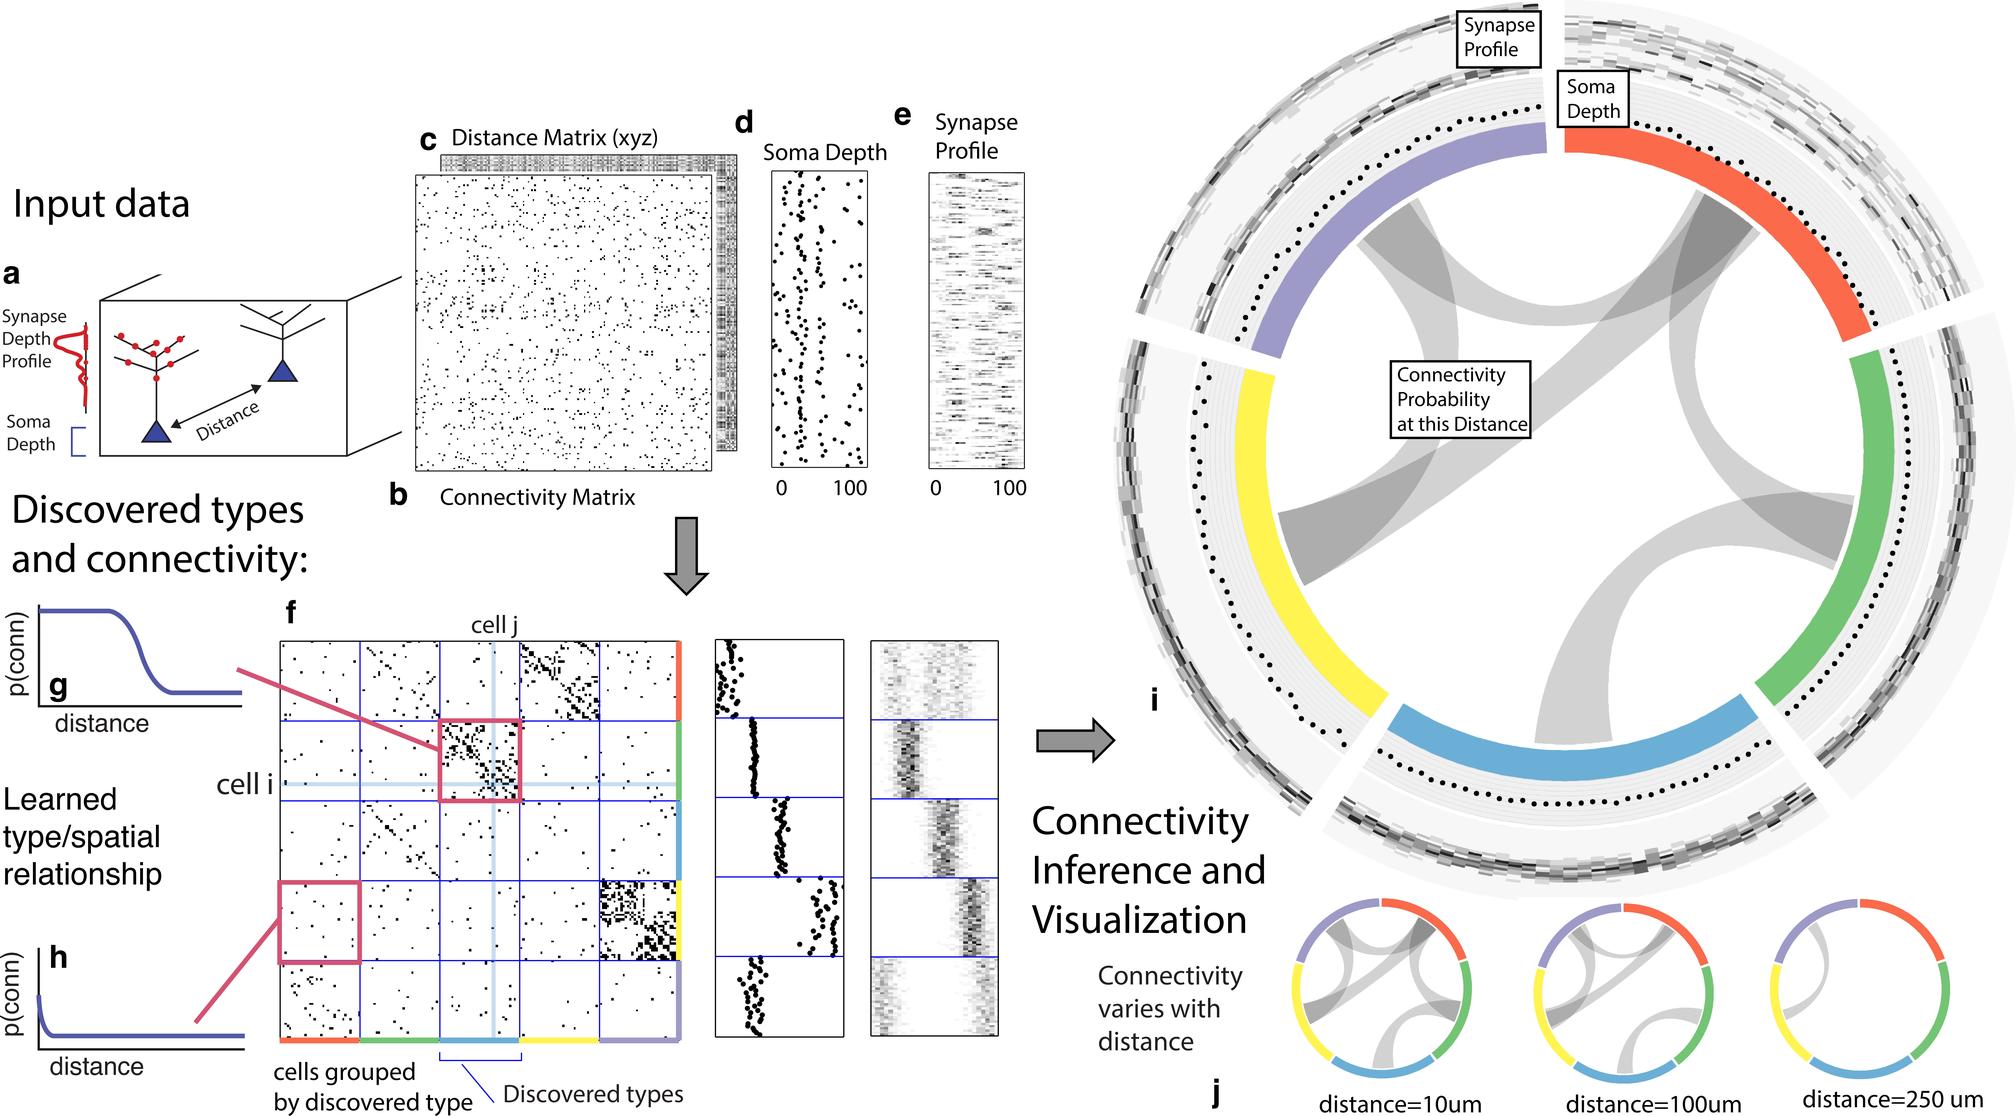 Input data
a
Synapse
Depth
Profile
Soma
Depth
Distance
c
Distance Matrix (xyz)
b
Connectivity Matrix
d
Soma Depth
0
100
e
Synapse
Profile
0
100
Discovered types
and connectivity:
g
p(conn)
distance
Learned
type/spatial
relationship
h
p(conn)
distance
f
cell j
cell i
cells grouped
by discovered type
Discovered types
Synapse
Profile
Soma
Depth
Connectivity
Probability
at this Distance
i
Connectivity
Inference and
Visualization
Connectivity
varies with
distance
j
distance=10um
distance=100um
distance=250 um